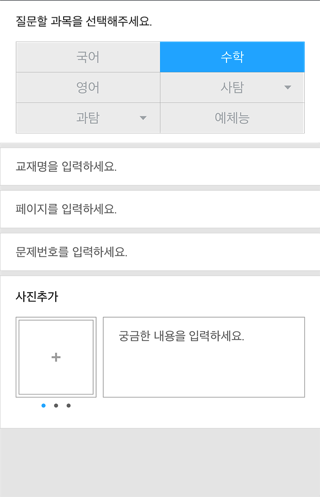 질문할 과목을 선택해주세요.
국어 수학
영어 사탐
과탐 예체능
교재명을 입력하세요.
페이지를 입력하세요.
문제번호를 입력하세요.
사진추가
+ 궁금한 내용을 입력하세요.